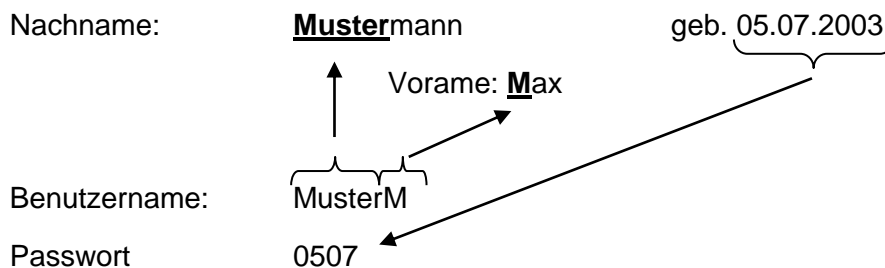 Nachname: Mustermann geb. 05.07.2003
Vorame: Max
Benutzername: MusterM
Passwort 0507